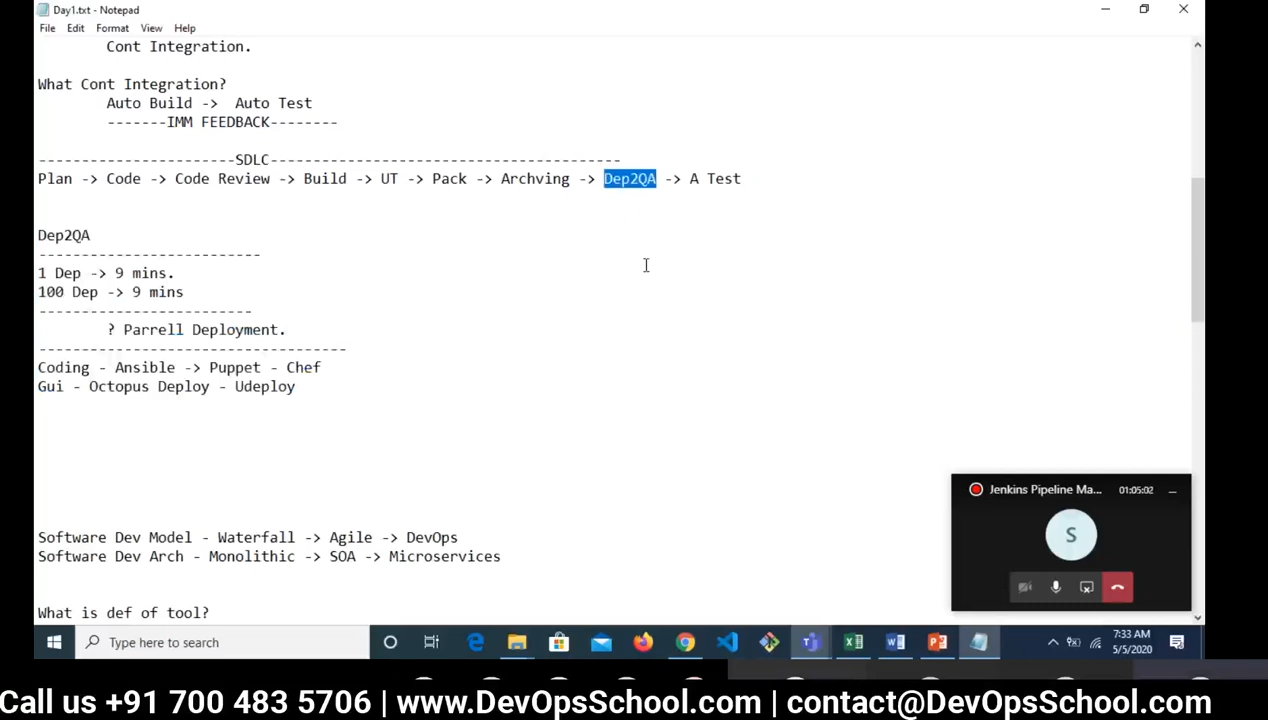 Day1.txt - Notepad
File Edit Format View Help
Cont Integration.
What Cont Integration?
Auto Build -> Auto Test
-------IMM FEEDBACK--------
-----------------------SDLC-----------------------------------------
Plan -> Code -> Code Review -> Build -> UT -> Pack -> Archving -> Dep2QA -> A Test
Dep2QA
--------------------------
1 Dep -> 9 mins.
100 Dep -> 9 mins
-------------------------
? Parrell Deployment.
------------------------------------
Coding - Ansible -> Puppet - Chef
Gui - Octopus Deploy - Udeploy
Software Dev Model - Waterfall -> Agile -> DevOps
Software Dev Arch - Monolithic -> SOA -> Microservices
What is def of tool?
Jenkins Pipeline Ma... 01:05:02
S
Type here to search
7:33 AM
5/5/2020
Call us +91 700 483 5706 | www.DevOpsSchool.com | contact@DevOpsSchool.com